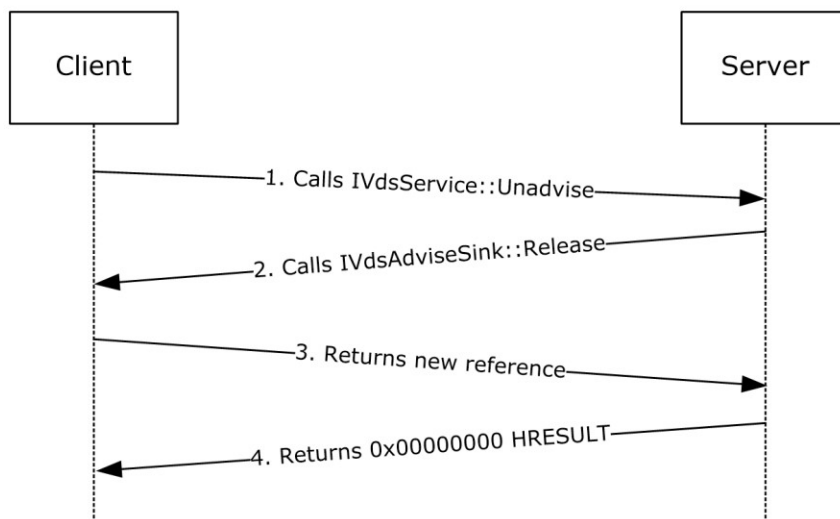 Client
Server
1. Calls IVdsService::Unadvise
2. Calls IVdsAdviseSink::Release
3. Returns new reference
4. Returns 0x00000000 HRESULT